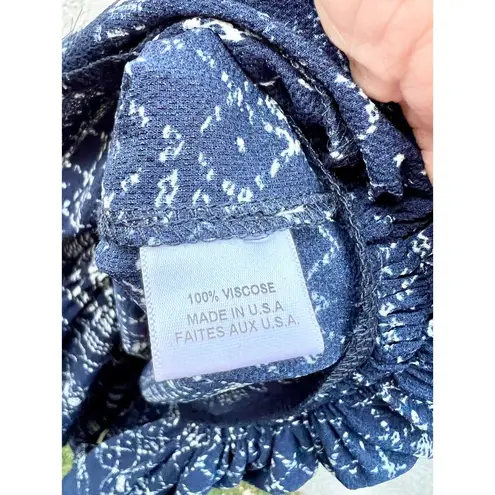 100% VISCOSE
MADE IN U.S.A
FAITES AUX U.S.A.